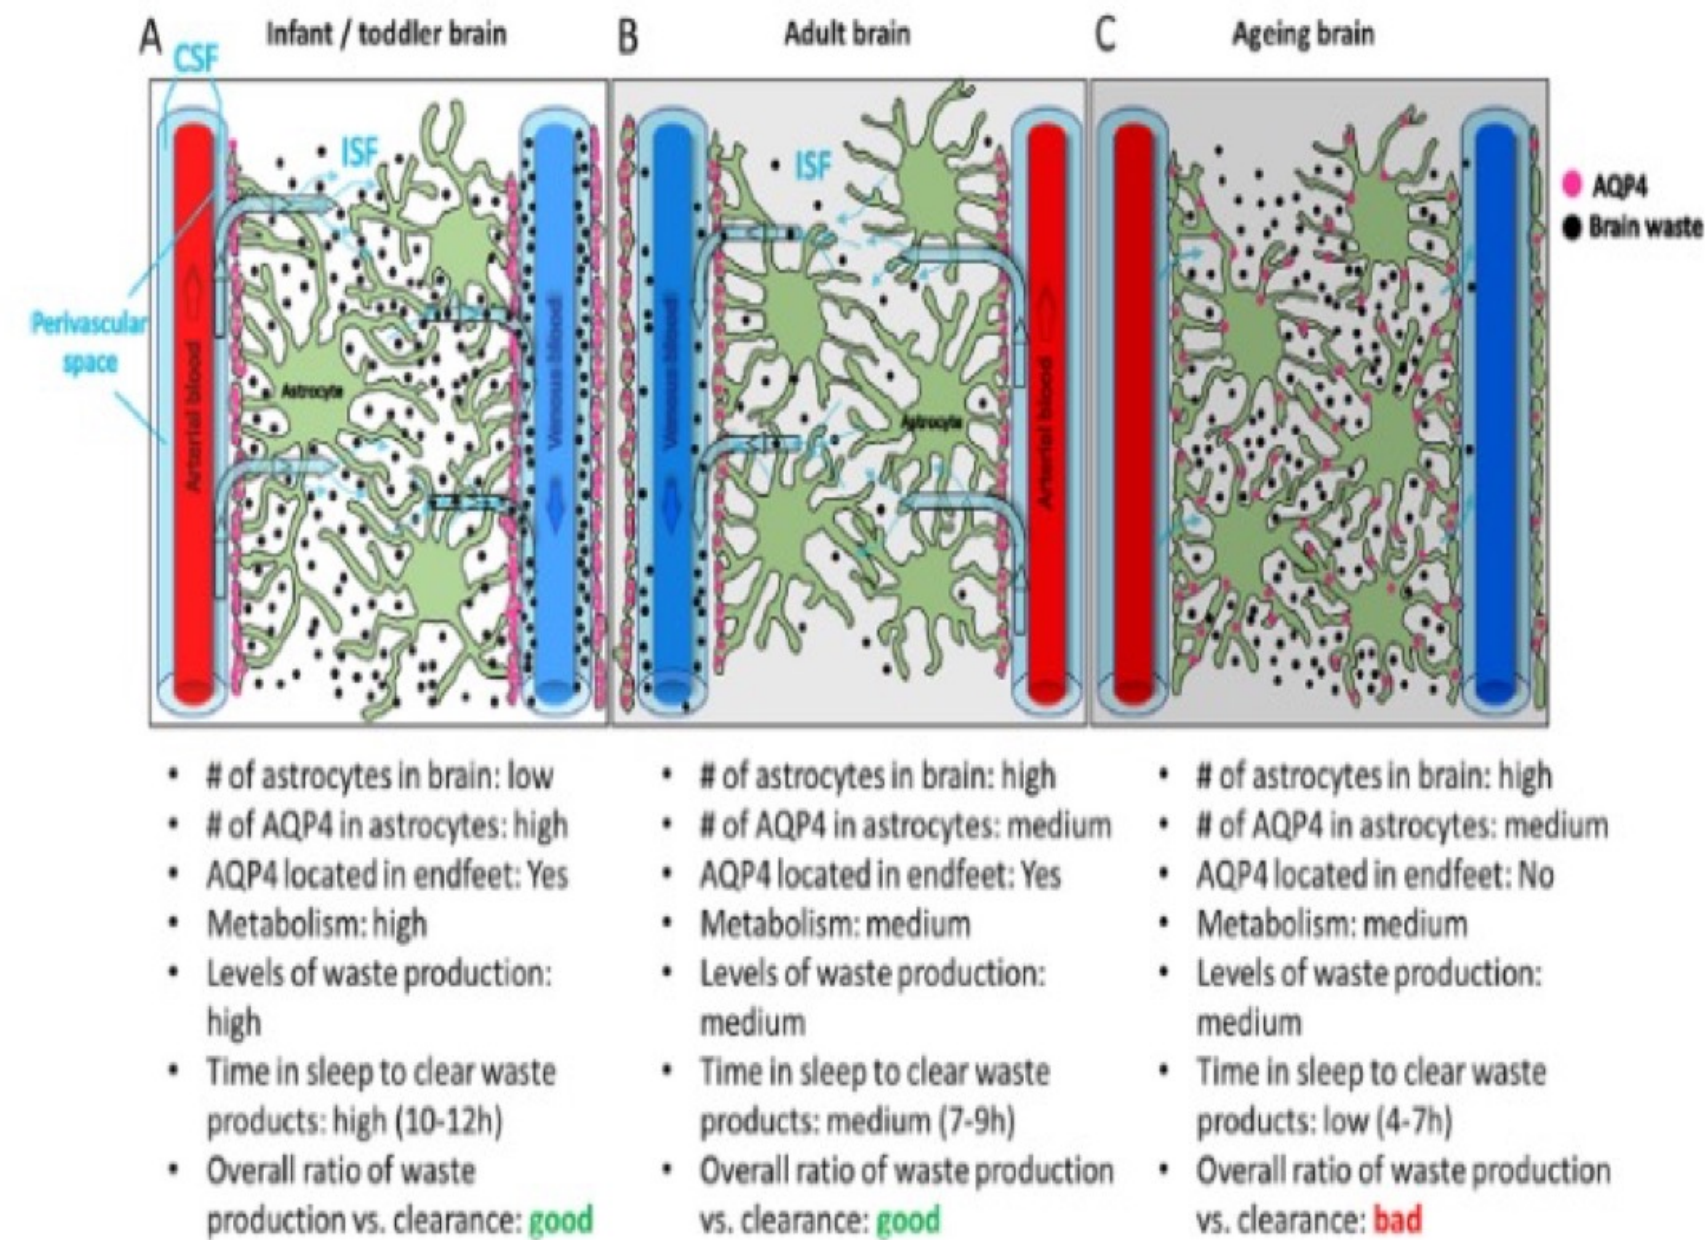 A
Infant / toddler brain
B
Adult brain
C
Ageing brain
CSF
ISF
Perivascular
space
Arterial blood
Astrocyte
Venous blood
ISF
Venous blood
Astrocyte
Arterial blood
AQP4
Brain waste
• # of astrocytes in brain: low
• # of AQP4 in astrocytes: high
• AQP4 located in endfeet: Yes
• Metabolism: high
• Levels of waste production:
high
• Time in sleep to clear waste
products: high (10-12h)
• Overall ratio of waste
production vs. clearance: good
• # of astrocytes in brain: high
• # of AQP4 in astrocytes: medium
• AQP4 located in endfeet: Yes
• Metabolism: medium
• Levels of waste production:
medium
• Time in sleep to clear waste
products: medium (7-9h)
• Overall ratio of waste production
vs. clearance: good
• # of astrocytes in brain: high
• # of AQP4 in astrocytes: medium
• AQP4 located in endfeet: No
• Metabolism: medium
• Levels of waste production:
medium
• Time in sleep to clear waste
products: low (4-7h)
• Overall ratio of waste production
vs. clearance: bad